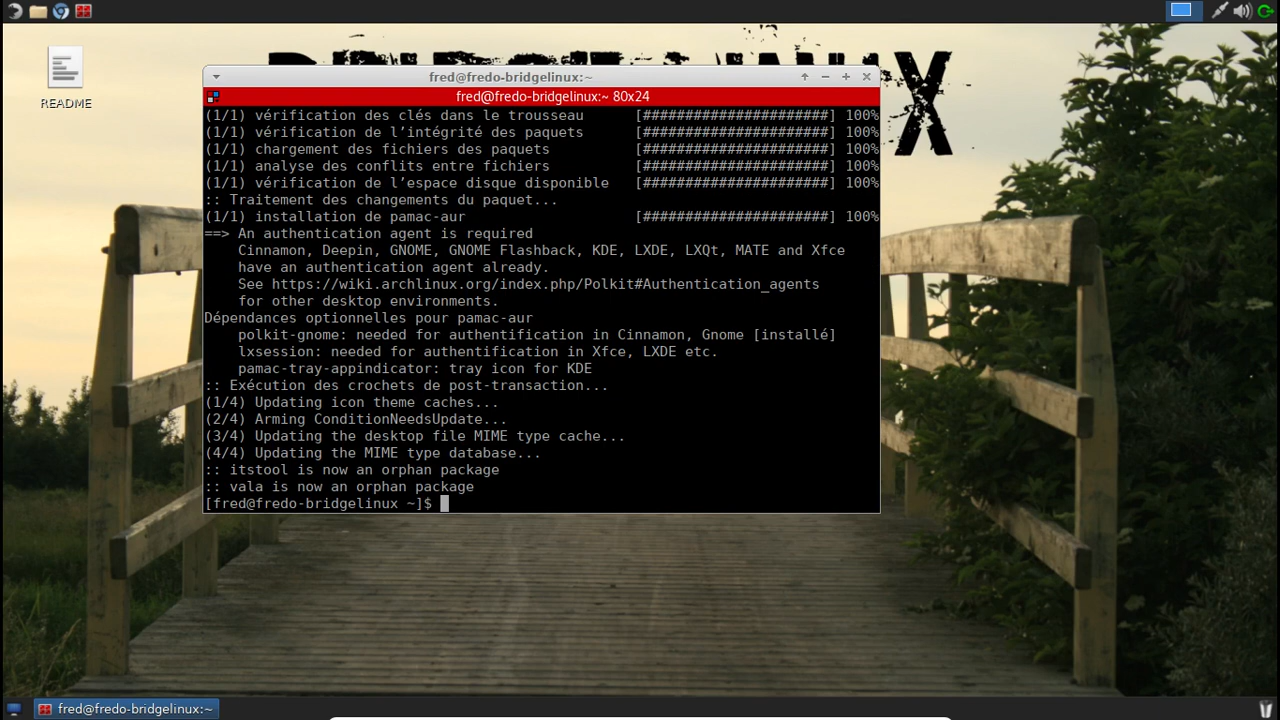 README
fred@fredo-bridgelinux:~
fred@fredo-bridgelinux:~ 80x24
(1/1) vérification des clés dans le trousseau [######################] 100%
(1/1) vérification de l’intégrité des paquets [######################] 100%
(1/1) chargement des fichiers des paquets [######################] 100%
(1/1) analyse des conflits entre fichiers [######################] 100%
(1/1) vérification de l’espace disque disponible [######################] 100%
:: Traitement des changements du paquet...
(1/1) installation de pamac-aur [######################] 100%
==> An authentication agent is required
Cinnamon, Deepin, GNOME, GNOME Flashback, KDE, LXDE, LXQt, MATE and Xfce
have an authentication agent already.
See https://wiki.archlinux.org/index.php/Polkit#Authentication_agents
for other desktop environments.
Dépendances optionnelles pour pamac-aur
polkit-gnome: needed for authentification in Cinnamon, Gnome [installé]
lxsession: needed for authentification in Xfce, LXDE etc.
pamac-tray-appindicator: tray icon for KDE
:: Exécution des crochets de post-transaction...
(1/4) Updating icon theme caches...
(2/4) Arming ConditionNeedsUpdate...
(3/4) Updating the desktop file MIME type cache...
(4/4) Updating the MIME type database...
:: itstool is now an orphan package
:: vala is now an orphan package
[fred@fredo-bridgelinux ~]$
fred@fredo-bridgelinux:~